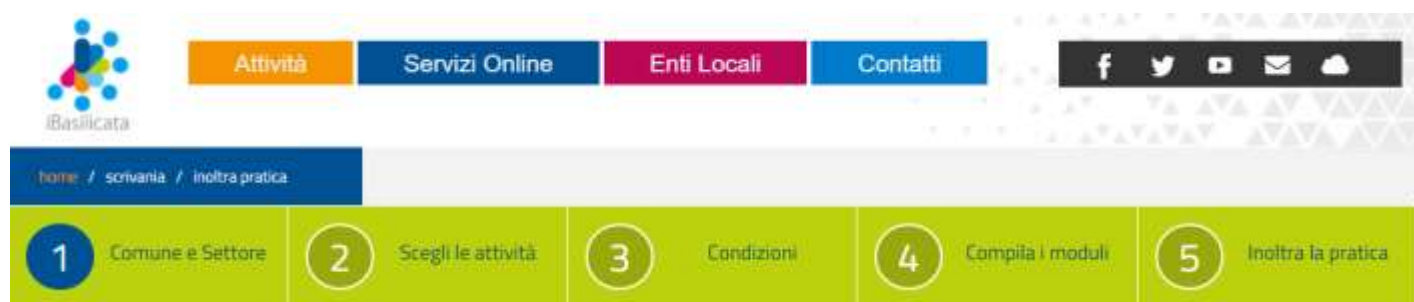 Attività Servizi Online Enti Locali Contatti
iBasilicata
home / scrivania / inoltra pratica
1 Comune e Settore 2 Scegli le attività 3 Condizioni 4 Compila i moduli 5 Inoltra la pratica